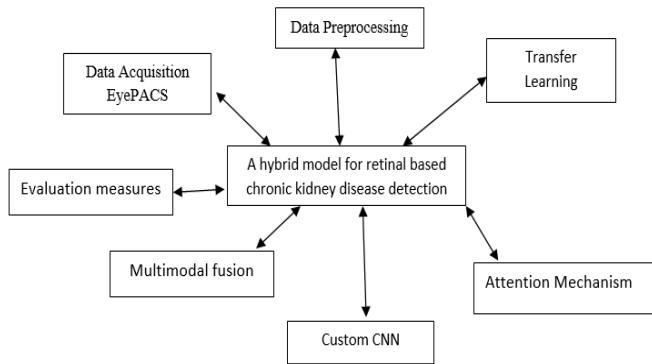 Data Preprocessing
Transfer
Learning
Data Acquisition
EyePACS
A hybrid model for retinal based
chronic kidney disease detection
Evaluation measures
Multimodal fusion
Attention Mechanism
Custom CNN